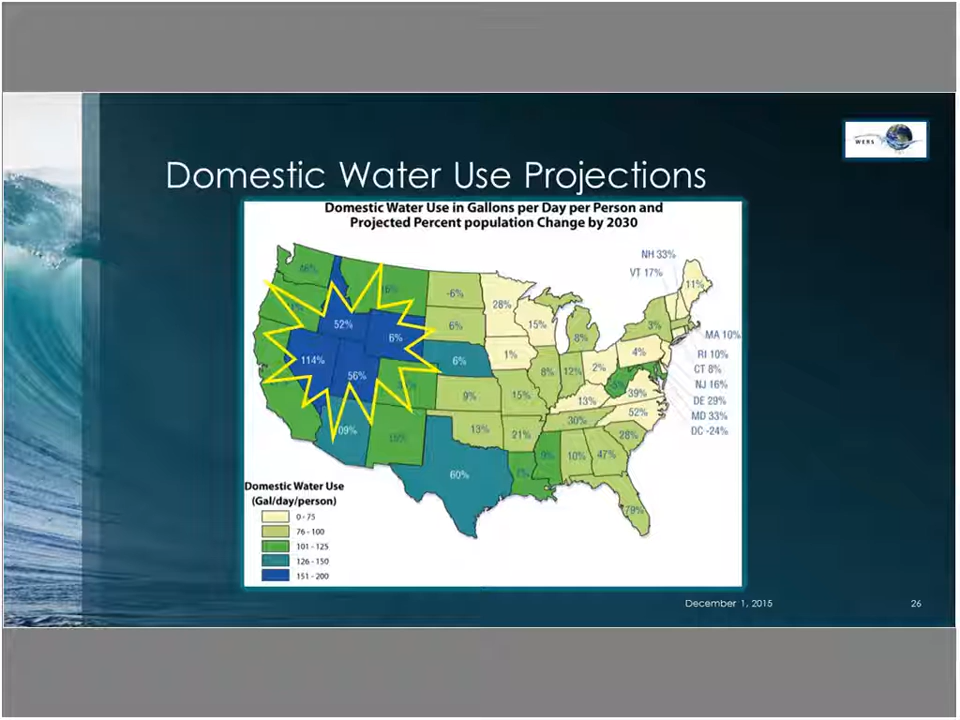 WERS
Domestic Water Use Projections
Domestic Water Use in Gallons per Day per Person and
Projected Percent population Change by 2030
NH 33%
VT 17%
46%
-6%
28%
11%
52%
6%
15%
3%
MA 10%
6%
8%
RI 10%
114%
6%
1%
4%
CT 8%
56%
8%
12%
2%
NJ 16%
9%
15%
39%
DE 29%
13%
52%
MD 33%
09%
15%
13%
21%
30%
28%
DC -24%
60%
9%
10%
47%
79%
Domestic Water Use
(Gal/day/person)
0 - 75
76 - 100
101 - 125
126 - 150
151 - 200
December 1, 2015
26